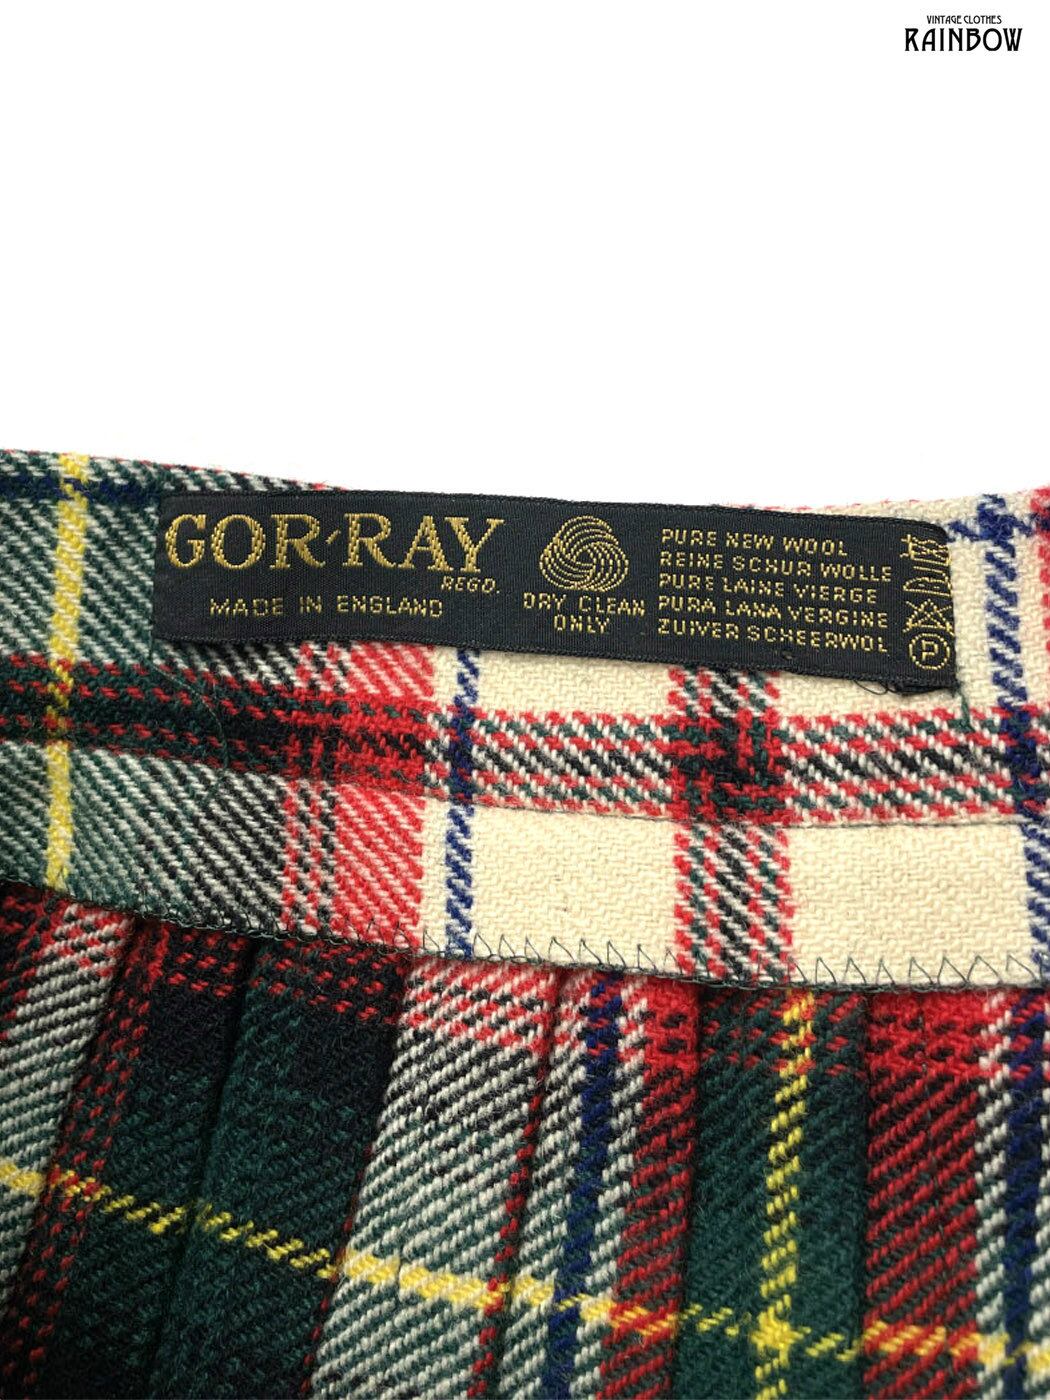 VINTAGE CLOTHES
RAINBOW
GOR-RAY
REGD.
MADE IN ENGLAND
DRY CLEAN
ONLY
PURE NEW WOOL
REINE SCHUR WOLLE
PURE LAINE VIERGE
PURA LANA VERGINE
ZUIVER SCHEERWOL
P